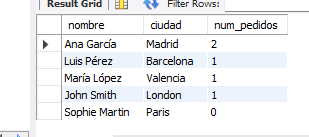 Result Grid Filter Rows:
nombre ciudad num_pedidos
Ana García Madrid 2
Luis Pérez Barcelona 1
María López Valencia 1
John Smith London 1
Sophie Martin Paris 0